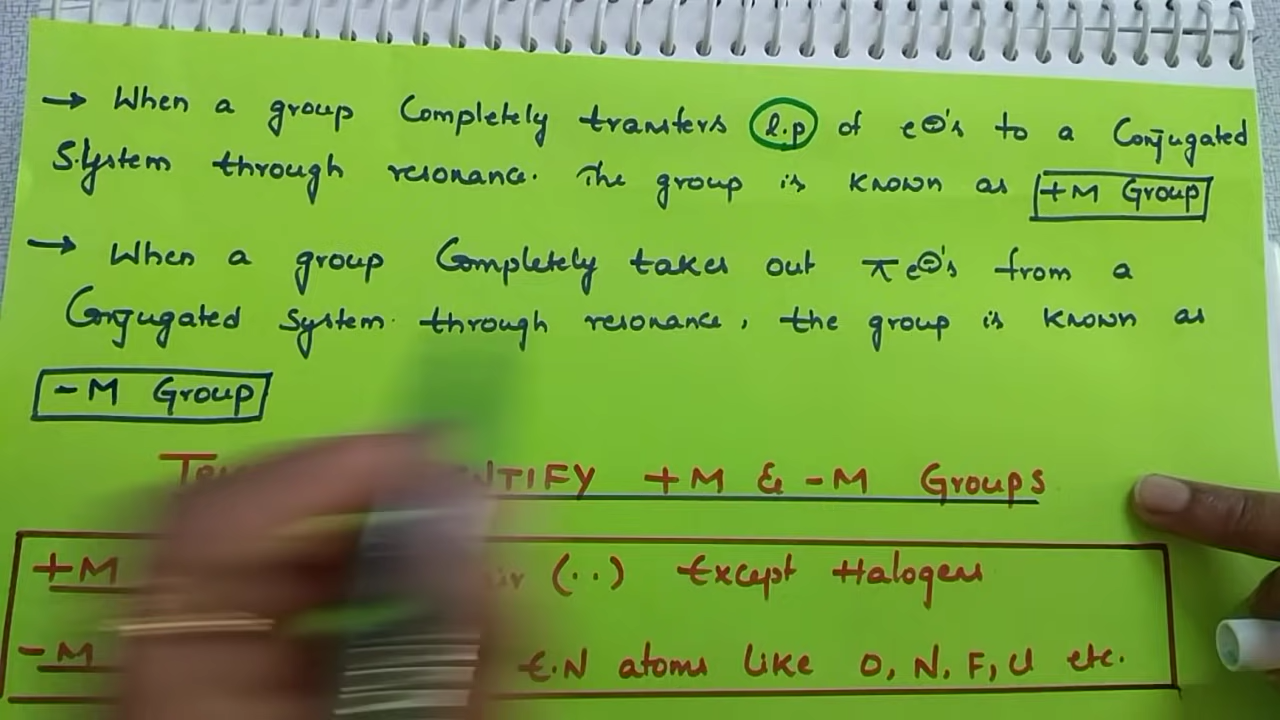 → When a group Completely transfers l.p of e⊖'s to a Conjugated
System through resonance. The group is known as +M Group
→ When a group Completely takes out π e⊖'s from a
Conjugated System through resonance, the group is known as
-M Group
NTIFY +M & -M Groups
+M (..) Except Halogens
-M E.N atoms like O, N, F, Cl etc.